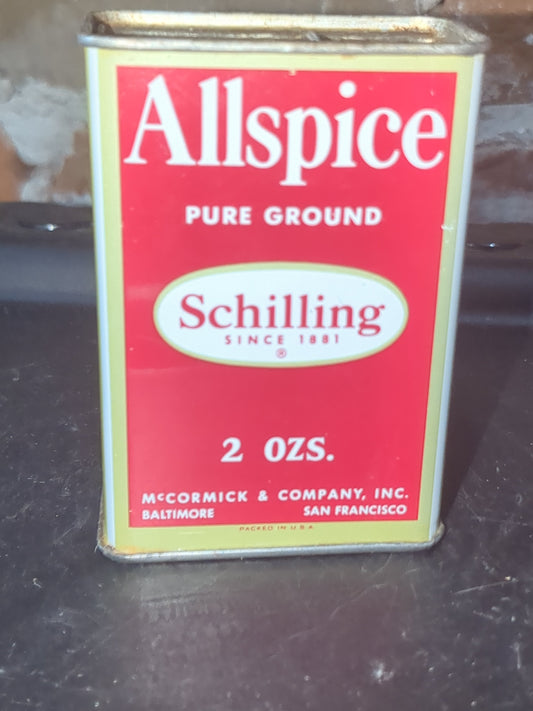 Allspice
PURE GROUND
Schilling
SINCE 1881
®
2 OZS.
McCORMICK & COMPANY, INC.
BALTIMORE SAN FRANCISCO
PACKED IN U.S.A.